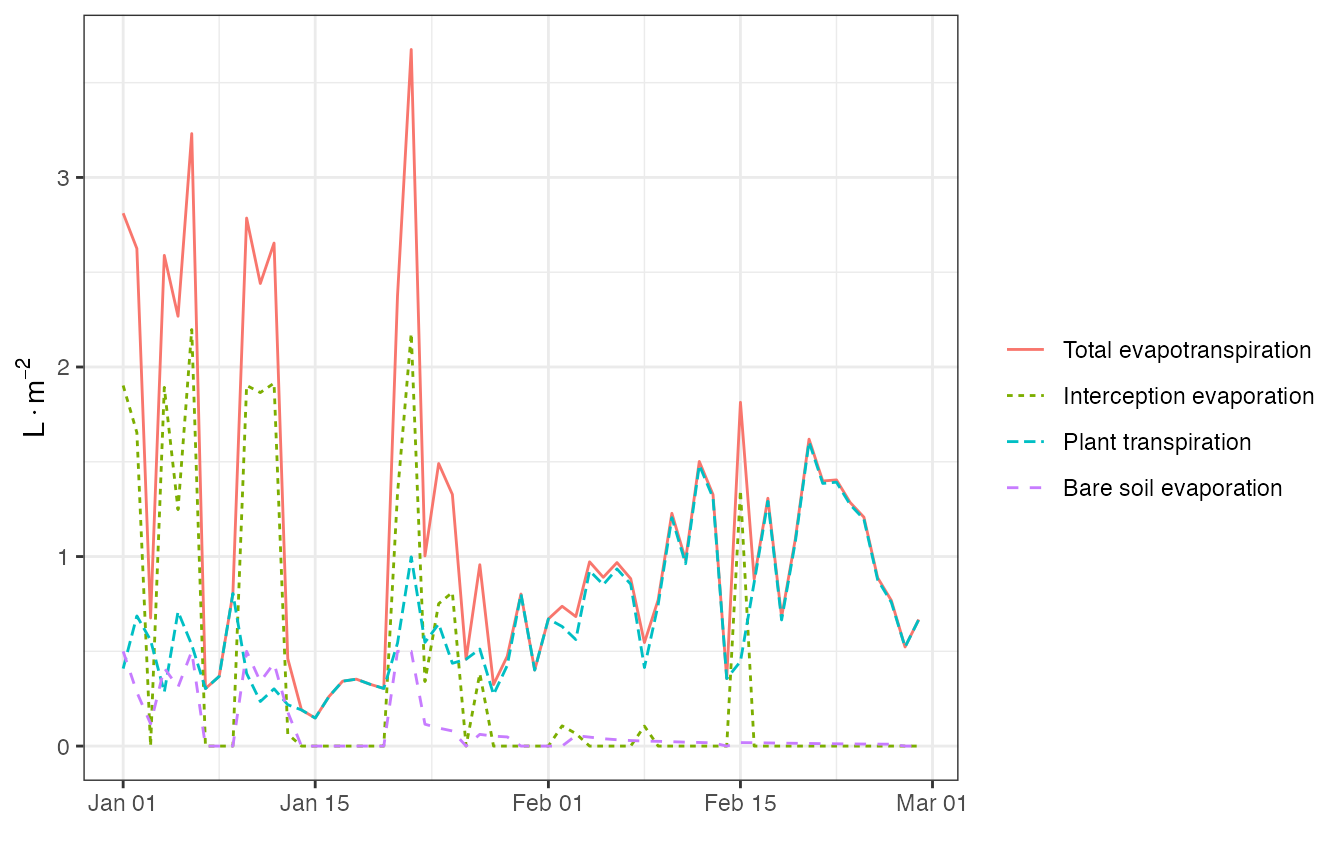 L · m⁻²
3
2
1
0
Jan 01 Jan 15 Feb 01 Feb 15 Mar 01
Total evapotranspiration
Interception evaporation
Plant transpiration
Bare soil evaporation